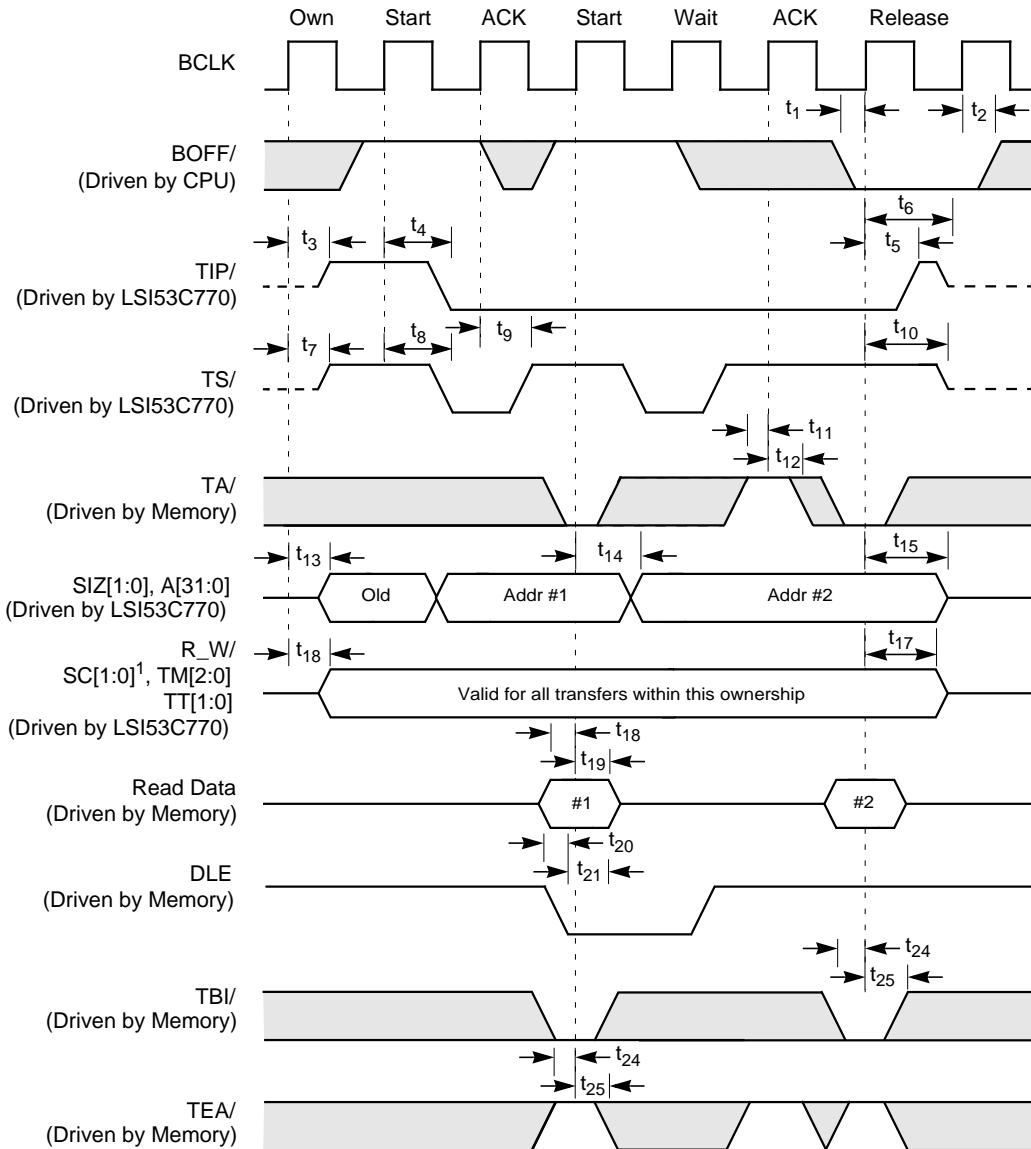 Own Start ACK Start Wait ACK Release
BCLK
t1 t2
BOFF/
(Driven by CPU)
t6
t3 t4 t5
TIP/
(Driven by LSI53C770)
t7 t8 t9 t10
TS/
(Driven by LSI53C770)
t11
t12
TA/
(Driven by Memory)
t13 t14 t15
SIZ[1:0], A[31:0]
(Driven by LSI53C770)
Old Addr #1 Addr #2
R_W/
t18 t17
SC[1:0]1, TM[2:0]
TT[1:0]
(Driven by LSI53C770)
Valid for all transfers within this ownership
t18
t19
Read Data
(Driven by Memory)
#1 #2
t20
t21
DLE
(Driven by Memory)
t24
t25
TBI/
(Driven by Memory)
t24
t25
TEA/
(Driven by Memory)